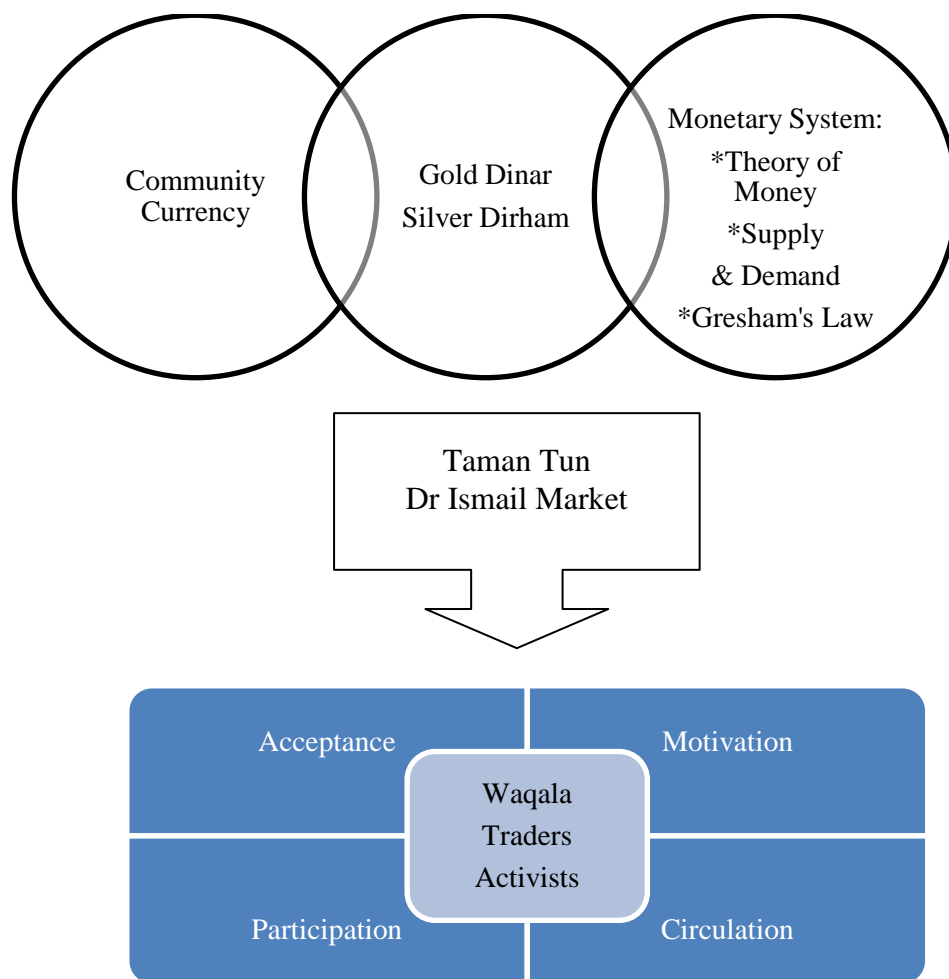 Community
Currency
Gold Dinar
Silver Dirham
Monetary System:
*Theory of
Money
*Supply
& Demand
*Gresham's Law
Taman Tun
Dr Ismail Market
Acceptance
Motivation
Waqala
Traders
Activists
Participation
Circulation